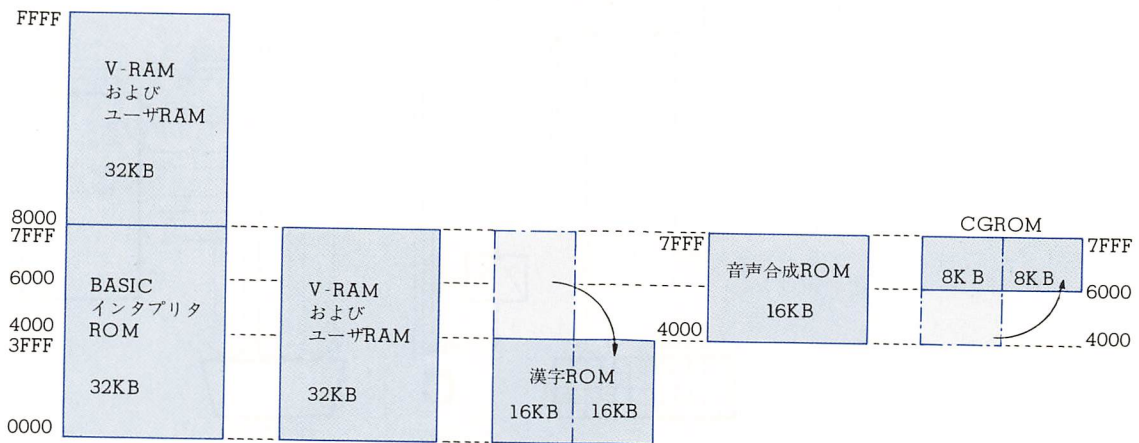 FFFF
V-RAM
および
ユーザRAM
32KB
8000
7FFF
6000
4000
3FFF
0000
BASIC
インタプリタ
ROM
32KB
V-RAM
および
ユーザRAM
32KB
漢字ROM
16KB 16KB
7FFF
4000
音声合成ROM
16KB
CGROM
8KB 8KB
7FFF
6000
4000